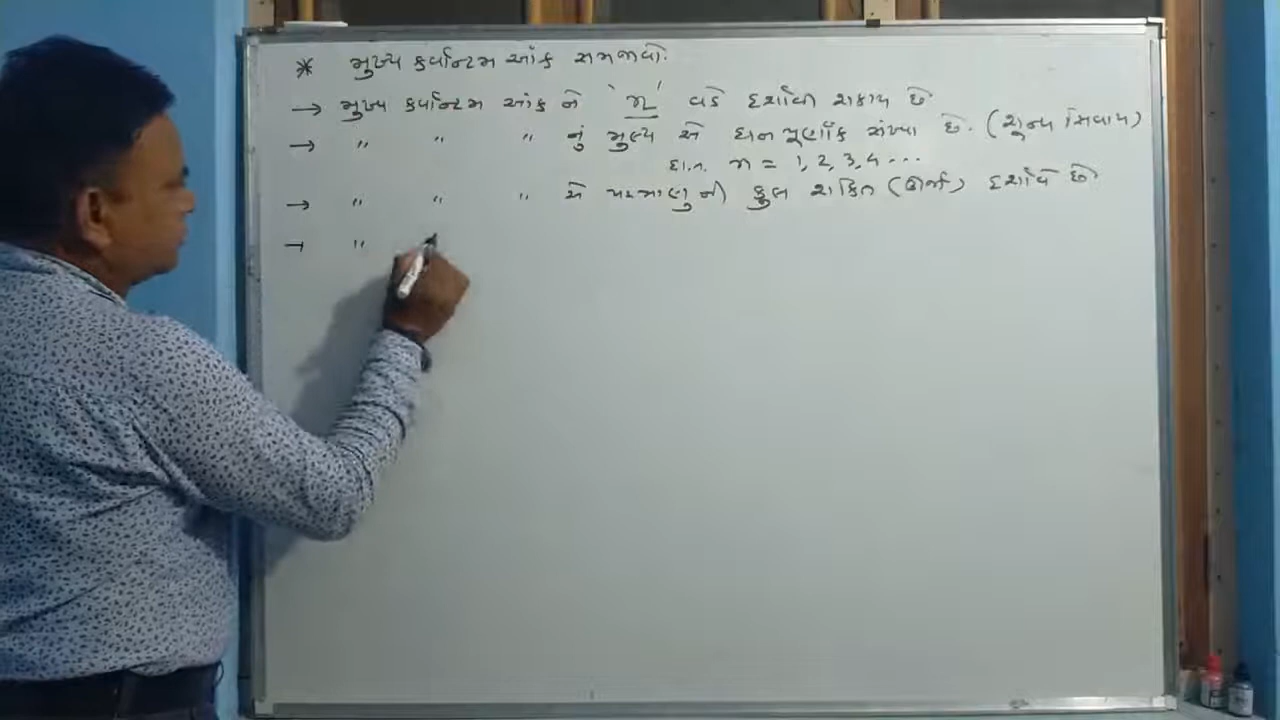 * મુખ્ય ક્વોન્ટમ આંક સમજાવો.
→ મુખ્ય ક્વોન્ટમ આંક ને 'n' વડે દર્શાવી શકાય છે
→ " " " નું મુલ્ય એ ધન પૂર્ણાંક સંખ્યા છે. (શુન્ય સિવાય)
દા.ત. n = 1, 2, 3, 4 ...
→ " " " એ પરમાણુ ની કુલ શક્તિ (ઊર્જા) દર્શાવે છે
→ " "